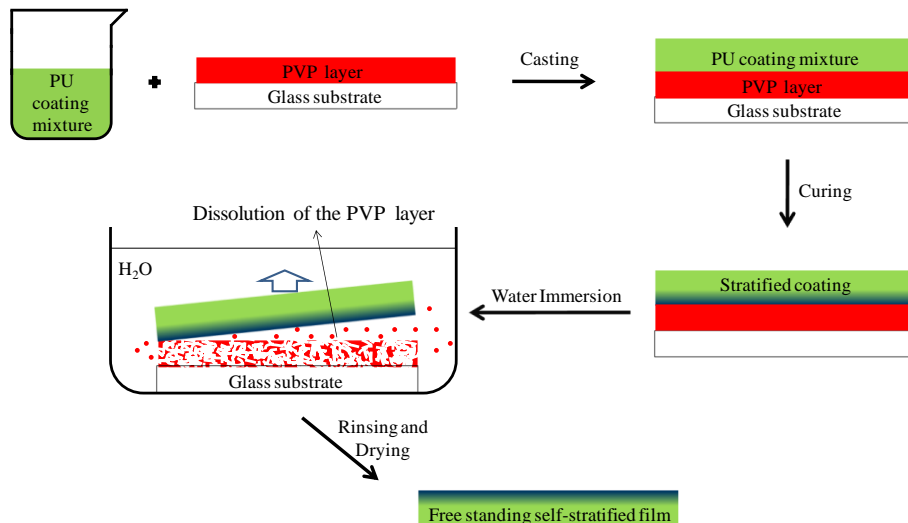 PU
coating
mixture
+
PVP layer
Glass substrate
Casting
PU coating mixture
PVP layer
Glass substrate
Curing
Dissolution of the PVP layer
H₂O
Glass substrate
Water Immersion
Stratified coating
Rinsing and
Drying
Free standing self-stratified film